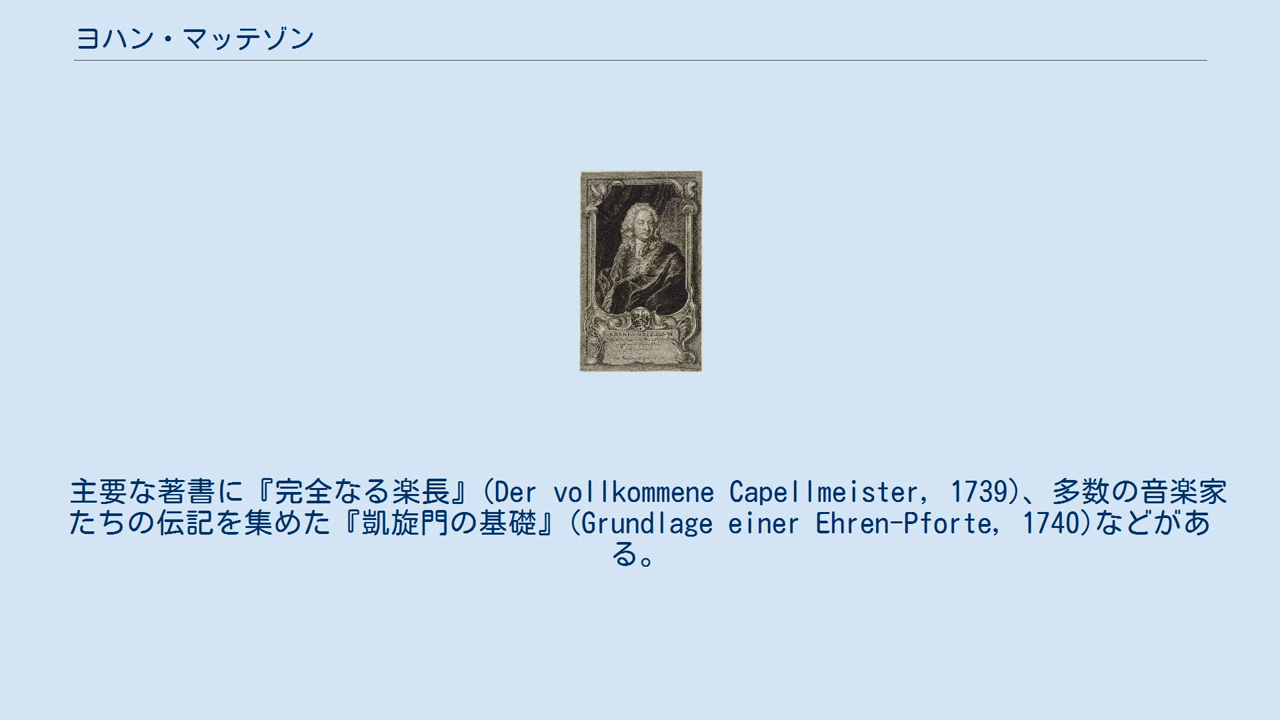 ヨハン・マッテゾン
主要な著書に『完全なる楽長』(Der vollkommene Capellmeister, 1739)、多数の音楽家
たちの伝記を集めた『凱旋門の基礎』(Grundlage einer Ehren-Pforte, 1740)などがあ
る。